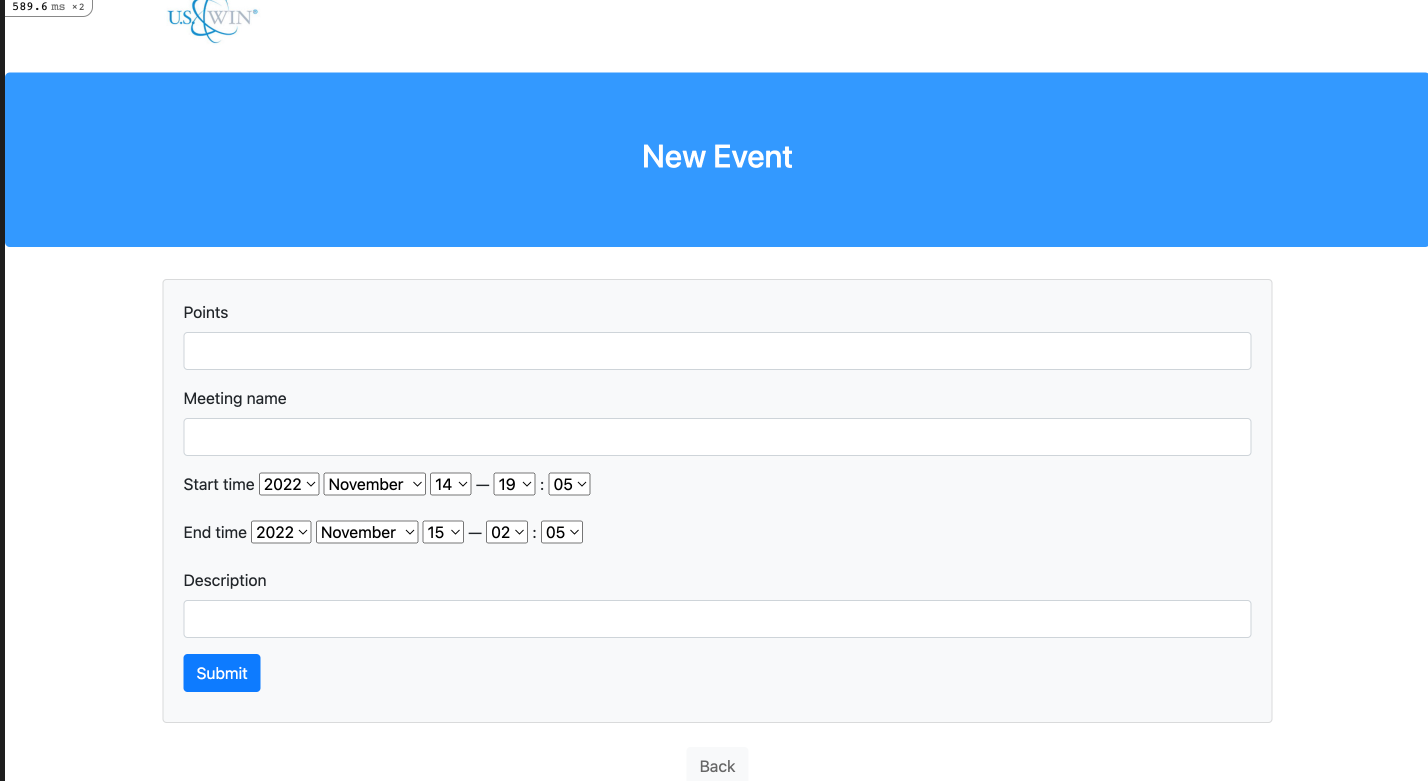 589.6 ms ×2
U.S. WIN®
New Event
Points
Meeting name
Start time 2022 November 14 — 19 : 05
End time 2022 November 15 — 02 : 05
Description
Submit
Back